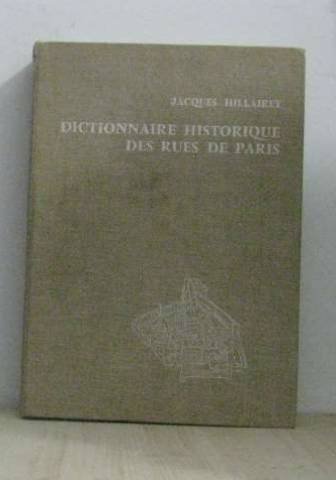 JACQUES HILLAIRET
DICTIONNAIRE HISTORIQUE
DES RUES DE PARIS